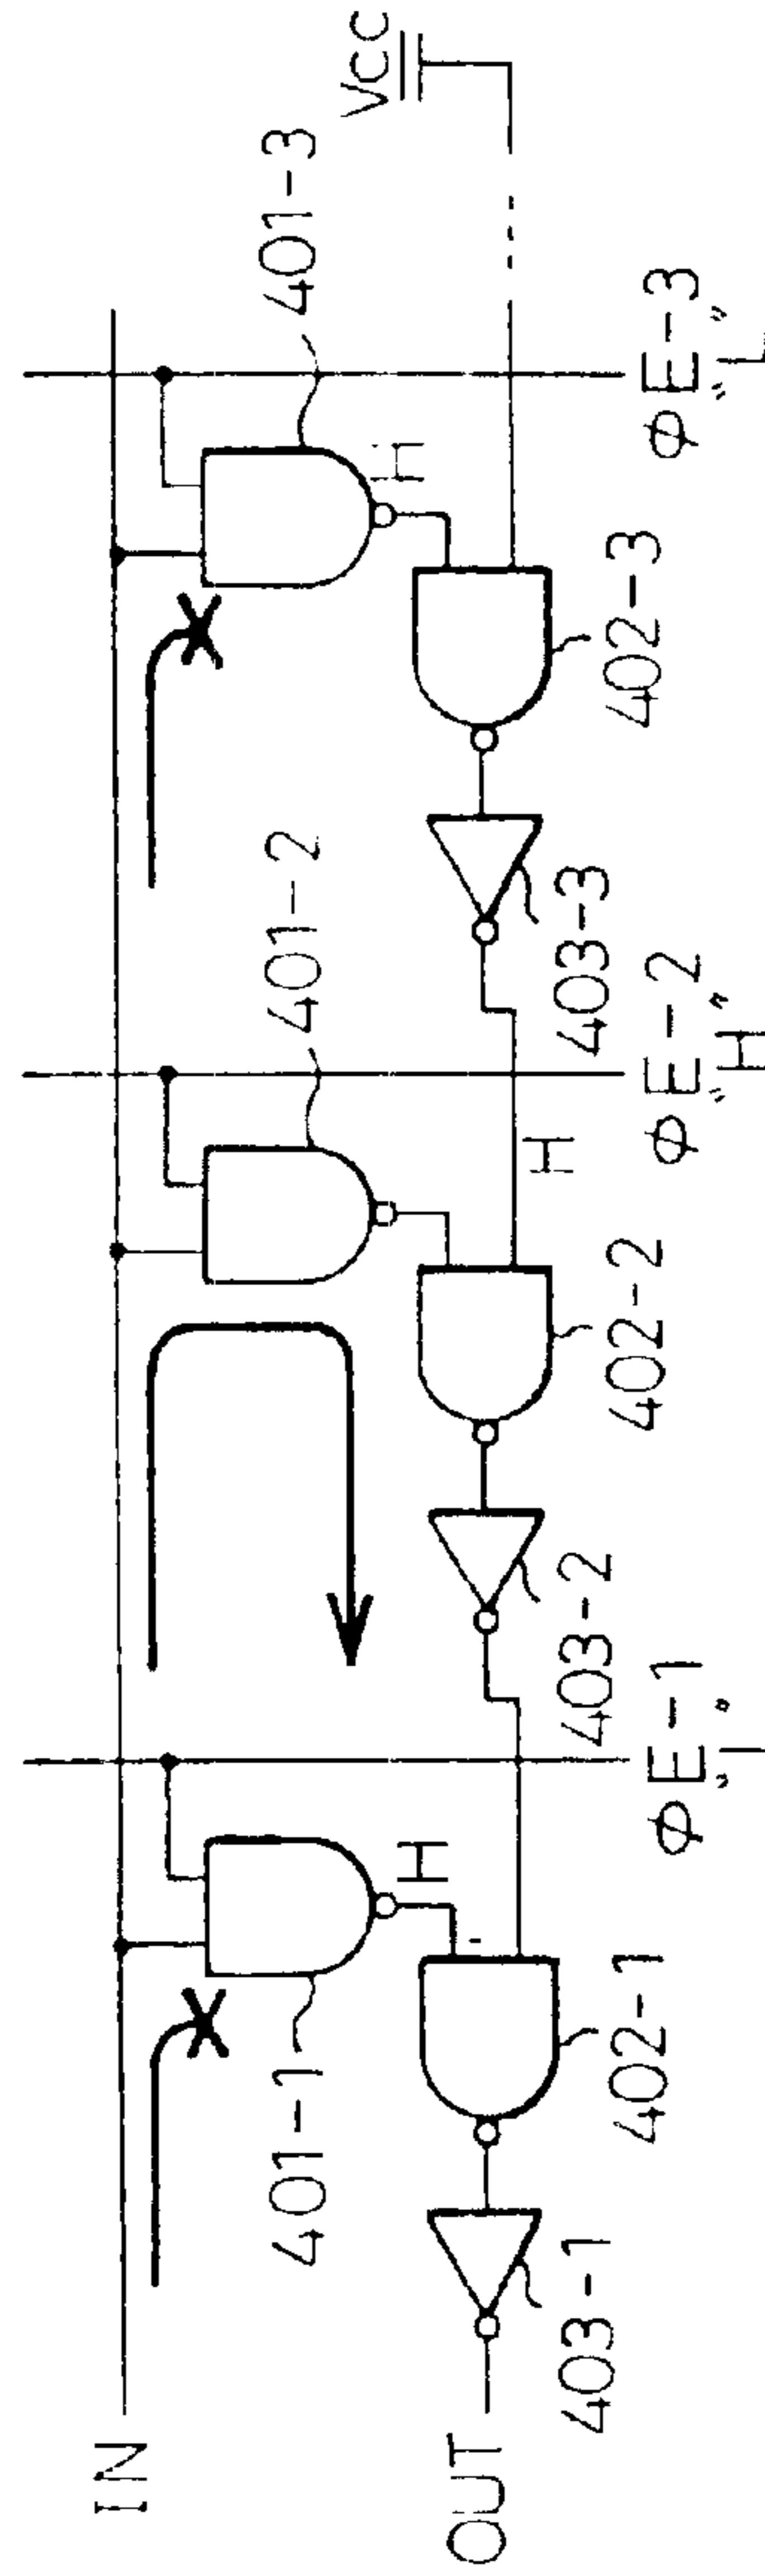 IN
401-1
401-2
401-3
Vcc
H
H
H
OUT
403-1
402-1
403-2
402-2
403-3
402-3
φE-1
"L"
φE-2
"H"
φE-3
"L"